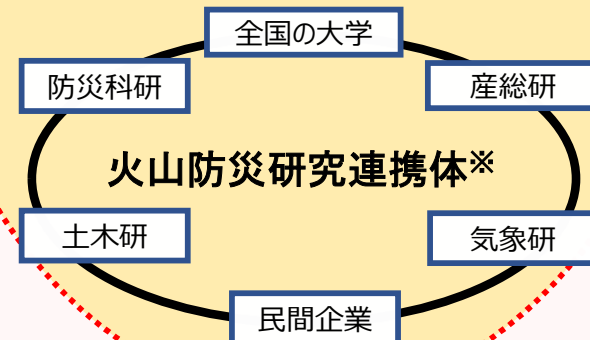 全国の大学
防災科研
産総研
火山防災研究連携体※
土木研
気象研
民間企業